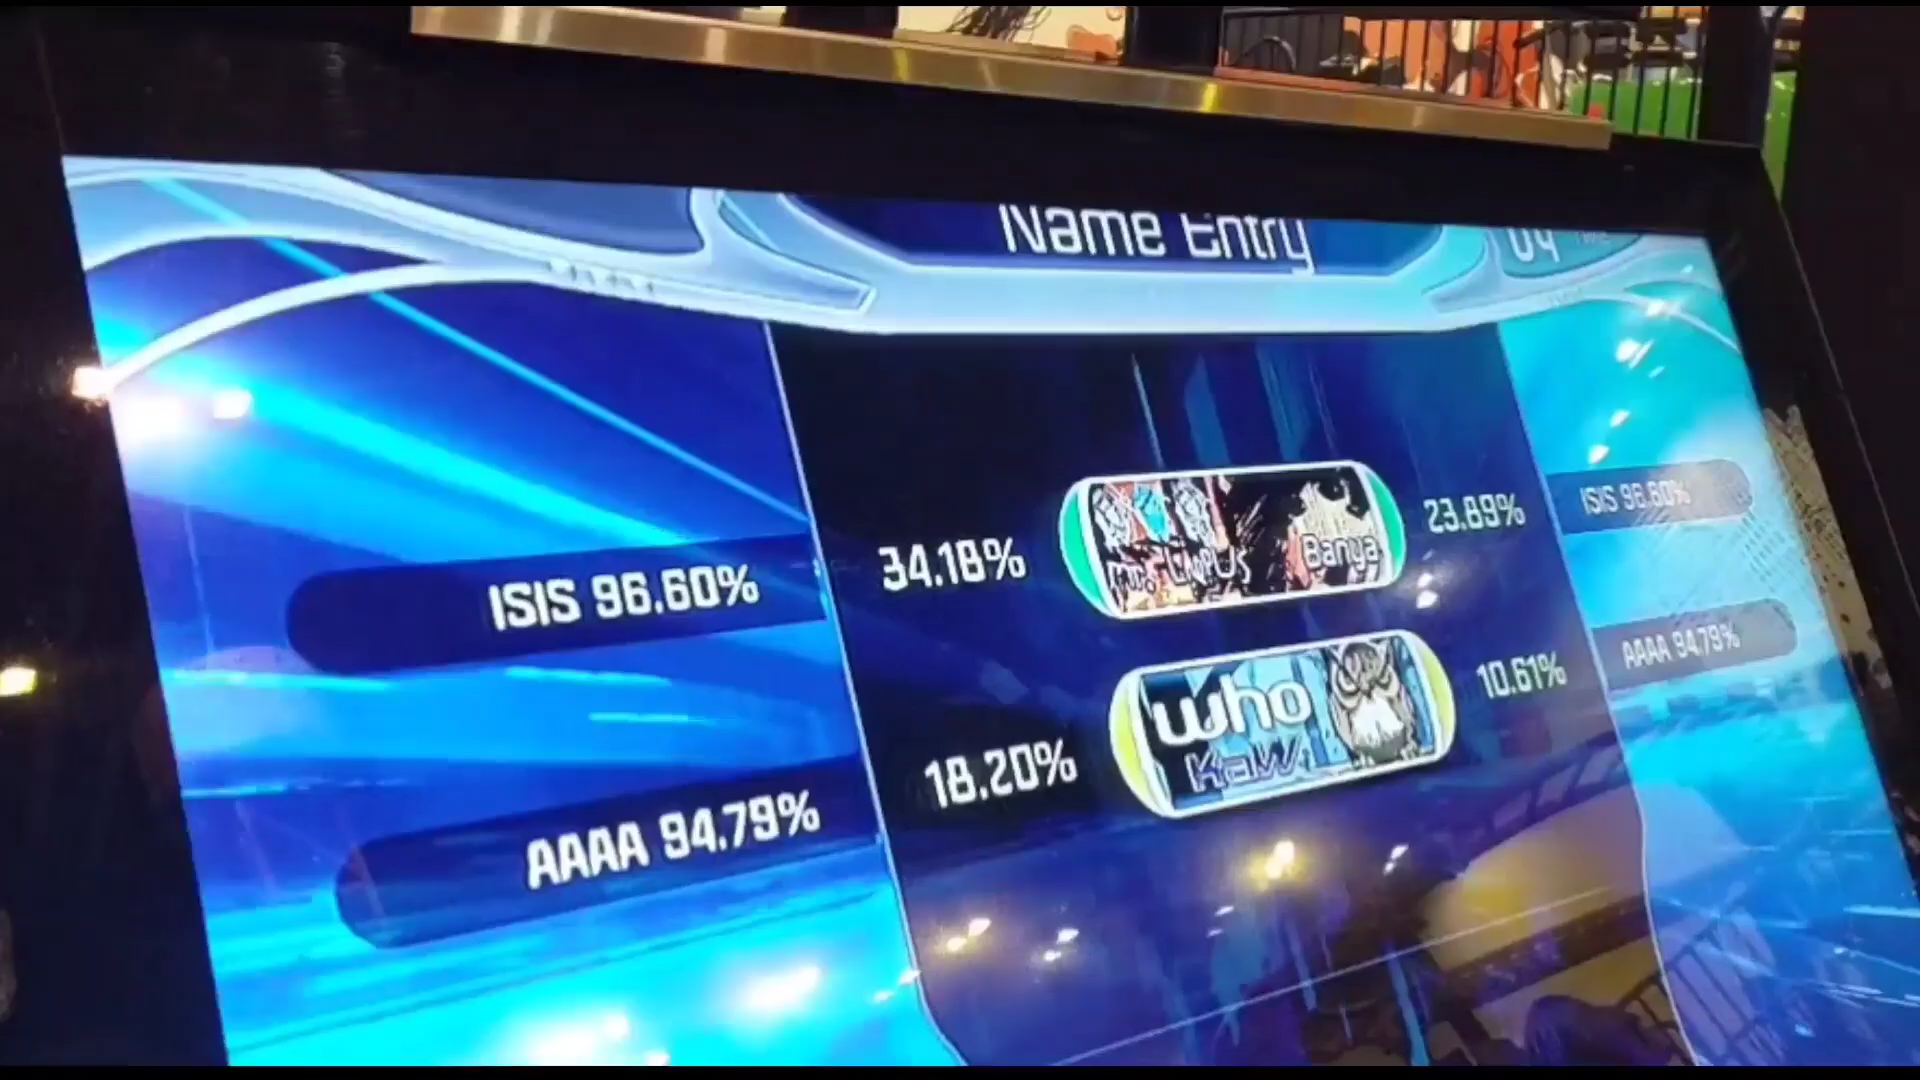 Name Entry
04
ISIS 96.60%
34.18%
Banya
23.89%
ISIS 96.60%
AAAA 94.79%
18.20%
who
KaW
10.61%
AAAA 94.79%